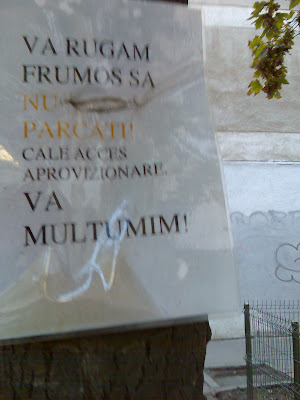 VA RUGAM
FRUMOS SA
NU
PARCATI!
CALE ACCES
APROVIZIONARE.
VA
MULTUMIM!